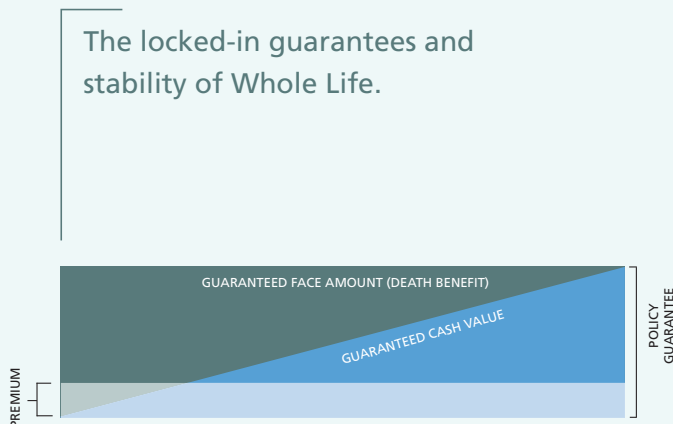 The locked-in guarantees and
stability of Whole Life.
GUARANTEED FACE AMOUNT (DEATH BENEFIT)
GUARANTEED CASH VALUE
POLICY
GUARANTEE
PREMIUM